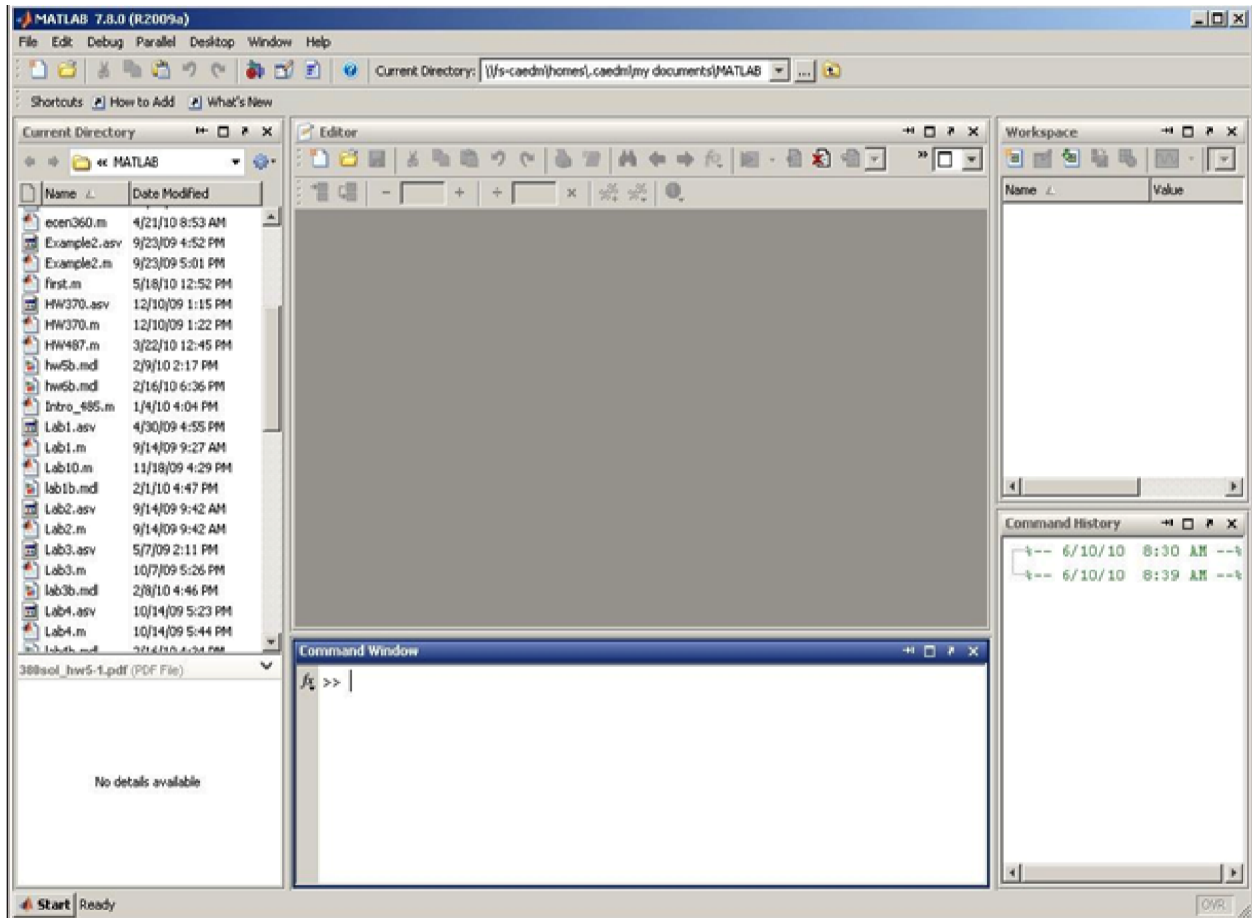 MATLAB 7.8.0 (R2009a)
File Edit Debug Parallel Desktop Window Help
Current Directory: \\fs-caedm\homes\.caedm\my documents\MATLAB ...
Shortcuts How to Add What's New
Current Directory
« MATLAB
Name Date Modified
ecen360.m 4/21/10 8:53 AM
Example2.asv 9/23/09 4:52 PM
Example2.m 9/23/09 5:01 PM
first.m 5/18/10 12:52 PM
HW370.asv 12/10/09 1:15 PM
HW370.m 12/10/09 1:22 PM
HW487.m 3/22/10 12:45 PM
hw5b.mdl 2/9/10 2:17 PM
hw6b.mdl 2/16/10 6:36 PM
Intro_485.m 1/4/10 4:04 PM
Lab1.asv 4/30/09 4:55 PM
Lab1.m 9/14/09 9:27 AM
Lab10.m 11/18/09 4:29 PM
lab1b.mdl 2/1/10 4:47 PM
Lab2.asv 9/14/09 9:42 AM
Lab2.m 9/14/09 9:42 AM
Lab3.asv 5/7/09 2:11 PM
Lab3.m 10/7/09 5:26 PM
lab3b.mdl 2/8/10 4:46 PM
Lab4.asv 10/14/09 5:23 PM
Lab4.m 10/14/09 5:44 PM
lab4b.mdl 2/16/10 4:24 PM
380sol_hw5-1.pdf (PDF File)
No details available
Editor
Command Window
fx >>
Workspace
Name Value
Command History
%-- 6/10/10 8:30 AM --%
%-- 6/10/10 8:39 AM --%
Start Ready
OVR